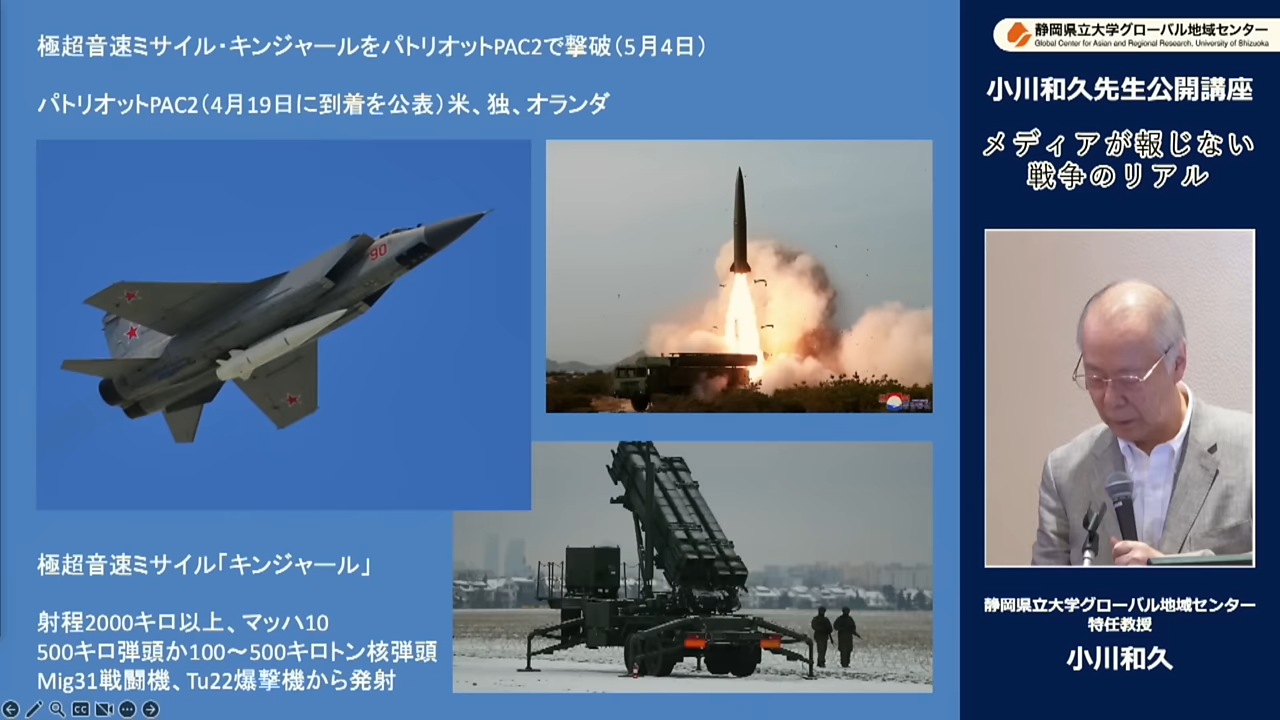 極超音速ミサイル・キンジャールをパトリオットPAC2で撃破（5月4日）
パトリオットPAC2（4月19日に到着を公表）米、独、オランダ
90
極超音速ミサイル「キンジャール」
射程2000キロ以上、マッハ10
500キロ弾頭か100〜500キロトン核弾頭
Mig31戦闘機、Tu22爆撃機から発射
静岡県立大学グローバル地域センター
Global Center for Asian and Regional Research, University of Shizuoka
小川和久先生公開講座
メディアが報じない
戦争のリアル
静岡県立大学グローバル地域センター
特任教授
小川和久